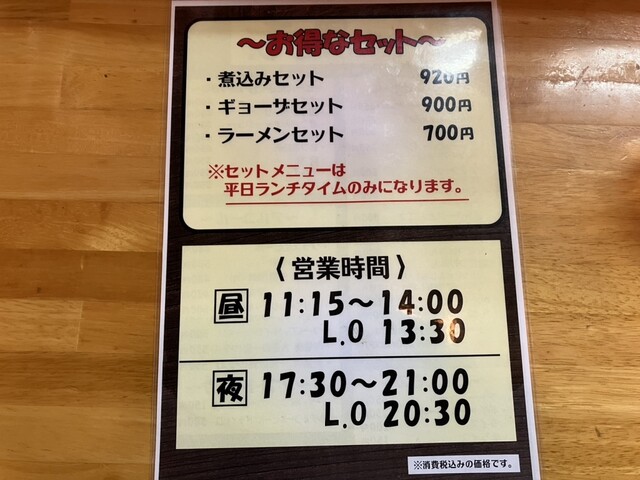 〜お得なセット〜
・煮込みセット 920円
・ギョーザセット 900円
・ラーメンセット 700円
※セットメニューは
平日ランチタイムのみになります。
〈営業時間〉
昼 11:15〜14:00
L.O 13:30
夜 17:30〜21:00
L.O 20:30
※消費税込みの価格です。